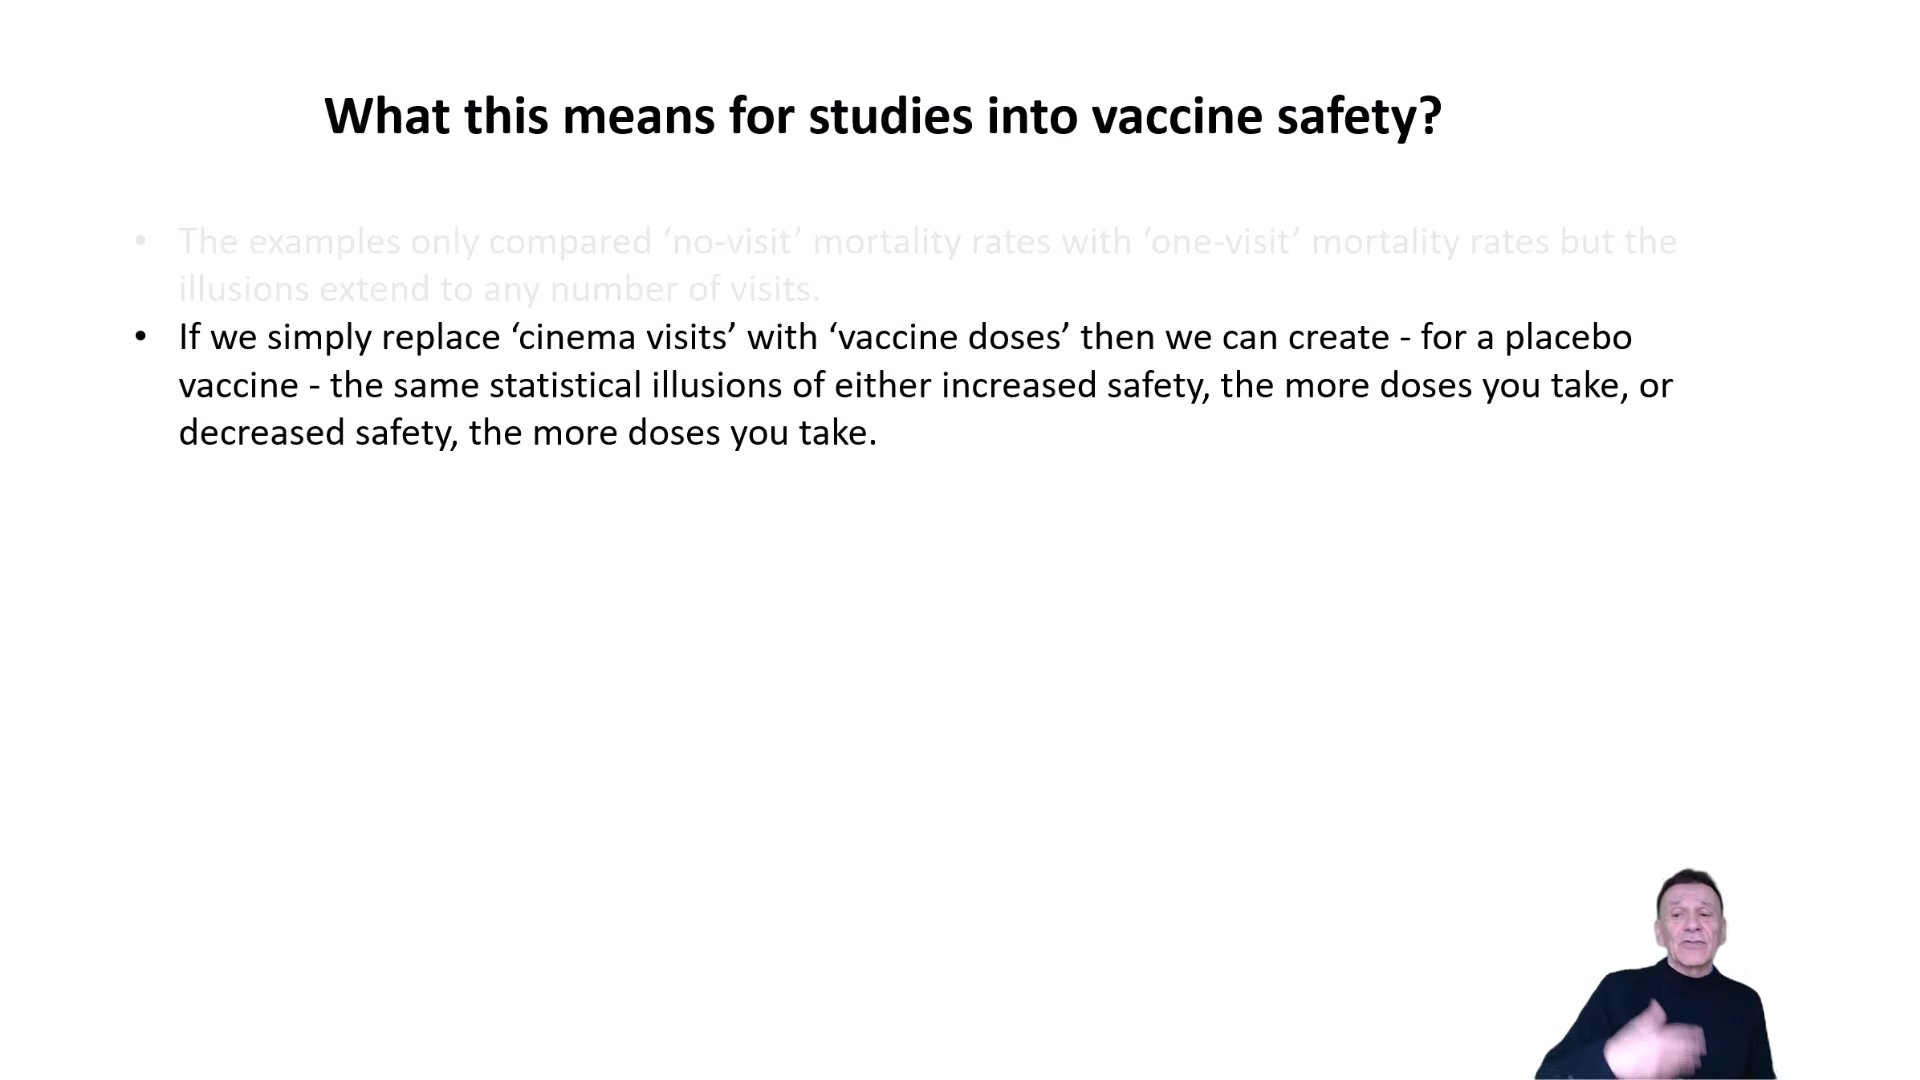 What this means for studies into vaccine safety?
• The examples only compared ‘no-visit’ mortality rates with ‘one-visit’ mortality rates but the
illusions extend to any number of visits.
• If we simply replace ‘cinema visits’ with ‘vaccine doses’ then we can create - for a placebo
vaccine - the same statistical illusions of either increased safety, the more doses you take, or
decreased safety, the more doses you take.